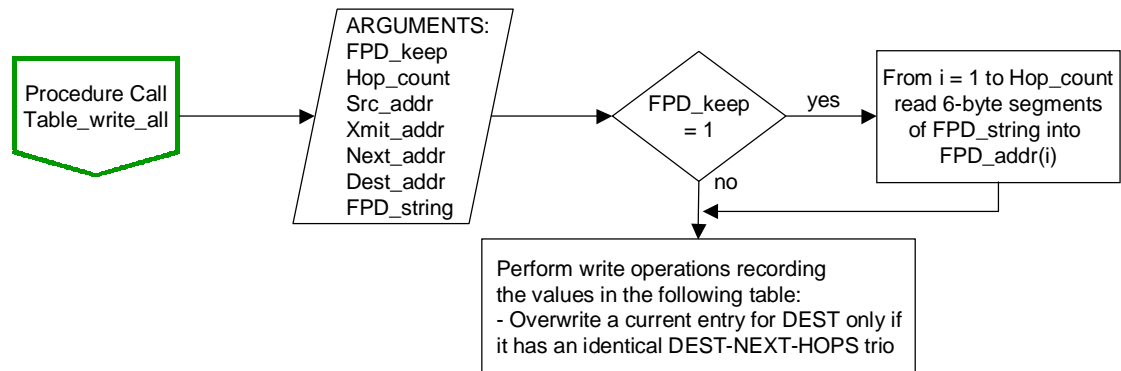 Procedure Call
Table_write_all
ARGUMENTS:
FPD_keep
Hop_count
Src_addr
Xmit_addr
Next_addr
Dest_addr
FPD_string
FPD_keep
= 1
yes
no
From i = 1 to Hop_count
read 6-byte segments
of FPD_string into
FPD_addr(i)
Perform write operations recording
the values in the following table:
- Overwrite a current entry for DEST only if
it has an identical DEST-NEXT-HOPS trio